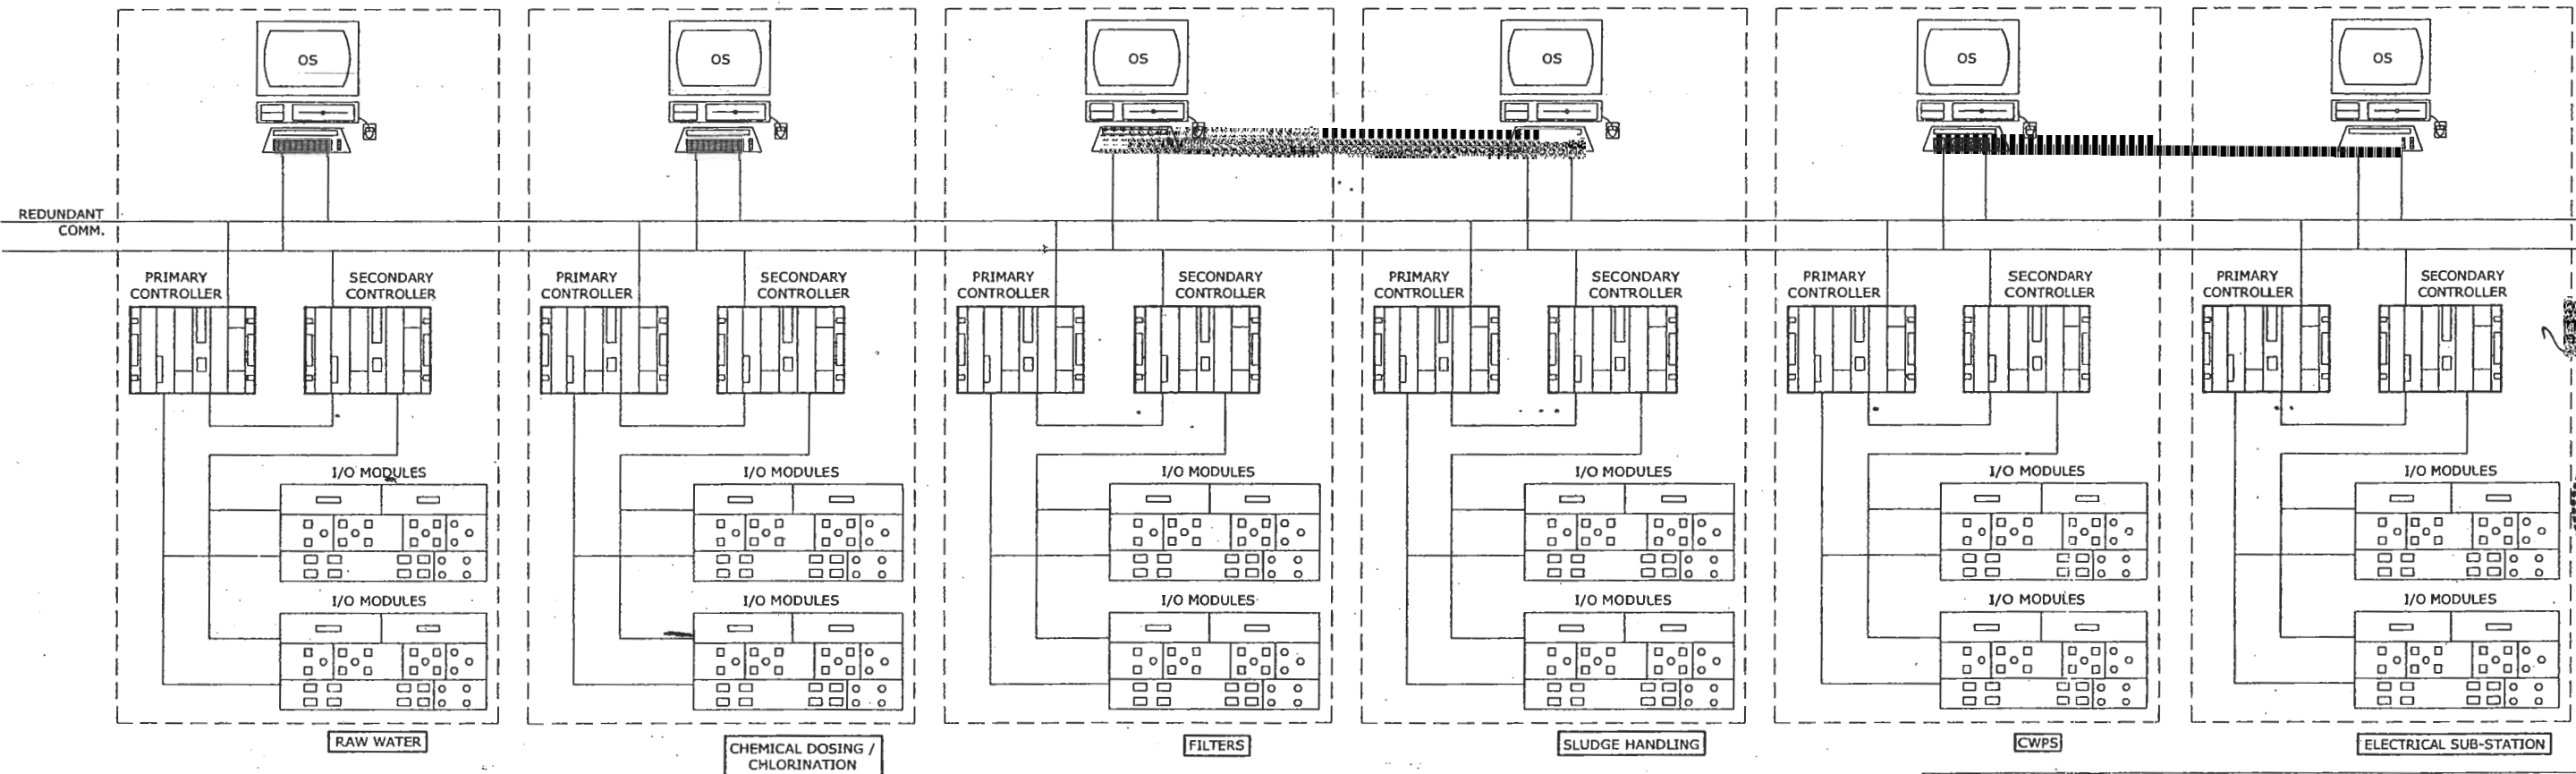 OS
OS
OS
OS
OS
OS
REDUNDANT
COMM.
PRIMARY
CONTROLLER
SECONDARY
CONTROLLER
PRIMARY
CONTROLLER
SECONDARY
CONTROLLER
PRIMARY
CONTROLLER
SECONDARY
CONTROLLER
PRIMARY
CONTROLLER
SECONDARY
CONTROLLER
PRIMARY
CONTROLLER
SECONDARY
CONTROLLER
PRIMARY
CONTROLLER
SECONDARY
CONTROLLER
I/O MODULES
I/O MODULES
I/O MODULES
I/O MODULES
I/O MODULES
I/O MODULES
I/O MODULES
I/O MODULES
I/O MODULES
I/O MODULES
I/O MODULES
I/O MODULES
RAW WATER
CHEMICAL DOSING /
CHLORINATION
FILTERS
SLUDGE HANDLING
CWPS
ELECTRICAL SUB-STATION